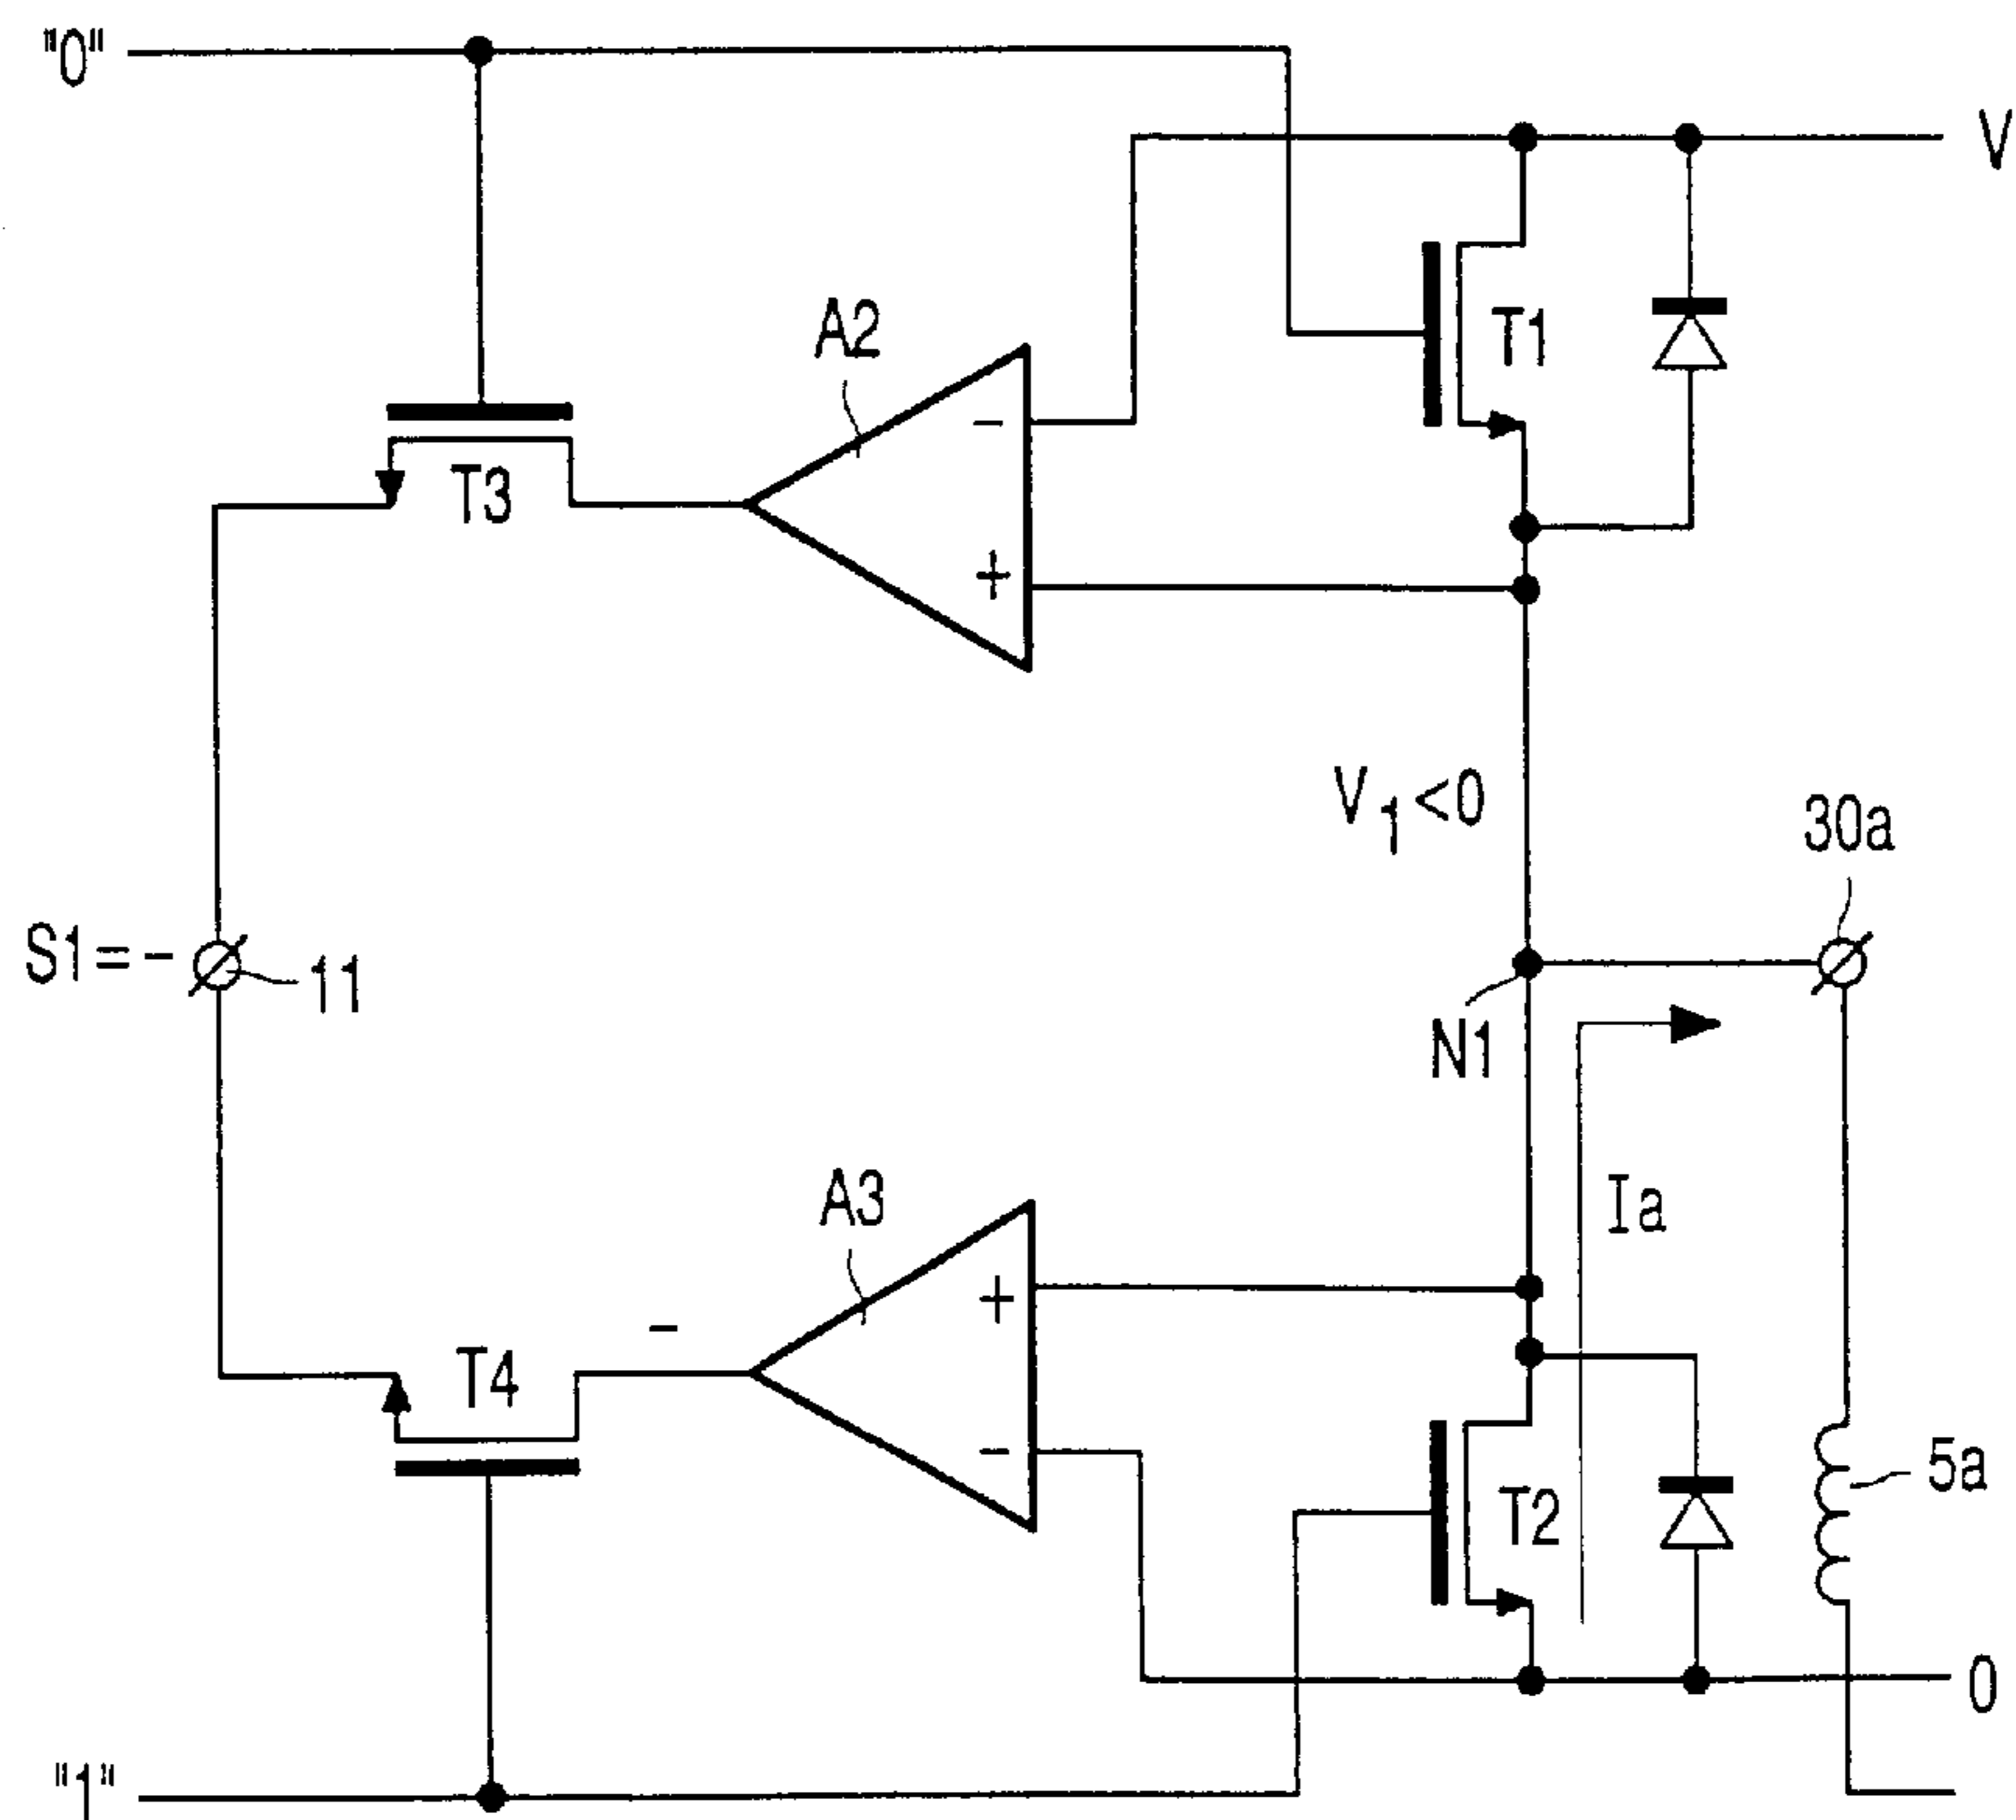 "0"
V
A2
T1
-
T3
+
V1<0
30a
S1=-
11
N1
A3
Ia
+
-
T4
5a
-
T2
0
"1"